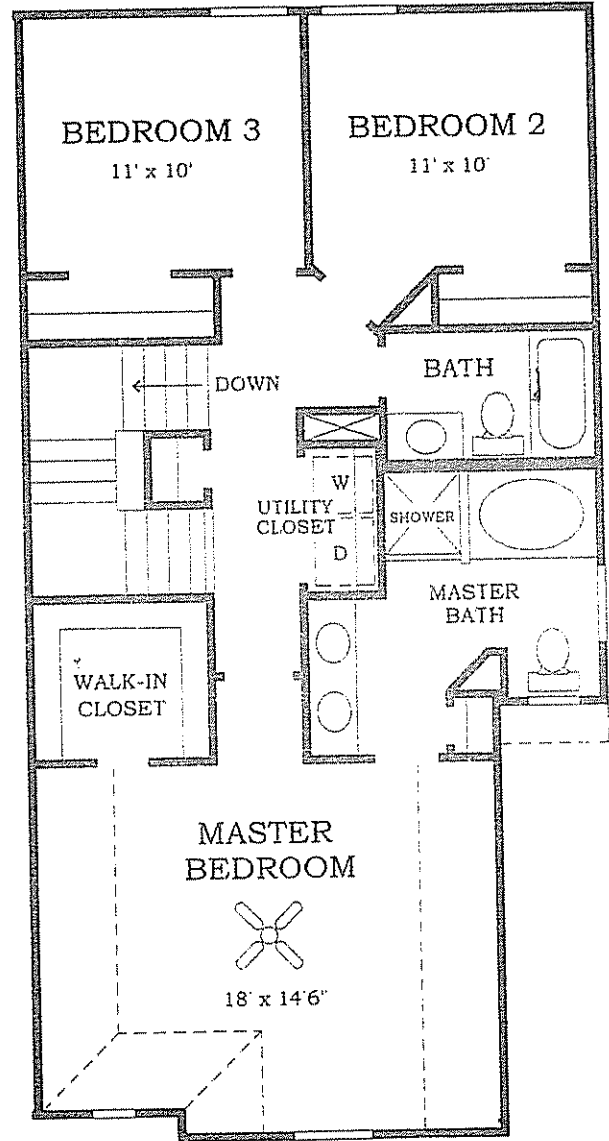 BEDROOM 3
11' x 10'
BEDROOM 2
11' x 10'
BATH
DOWN
W
UTILITY
CLOSET
D
SHOWER
MASTER
BATH
WALK-IN
CLOSET
MASTER
BEDROOM
18' x 14'6"